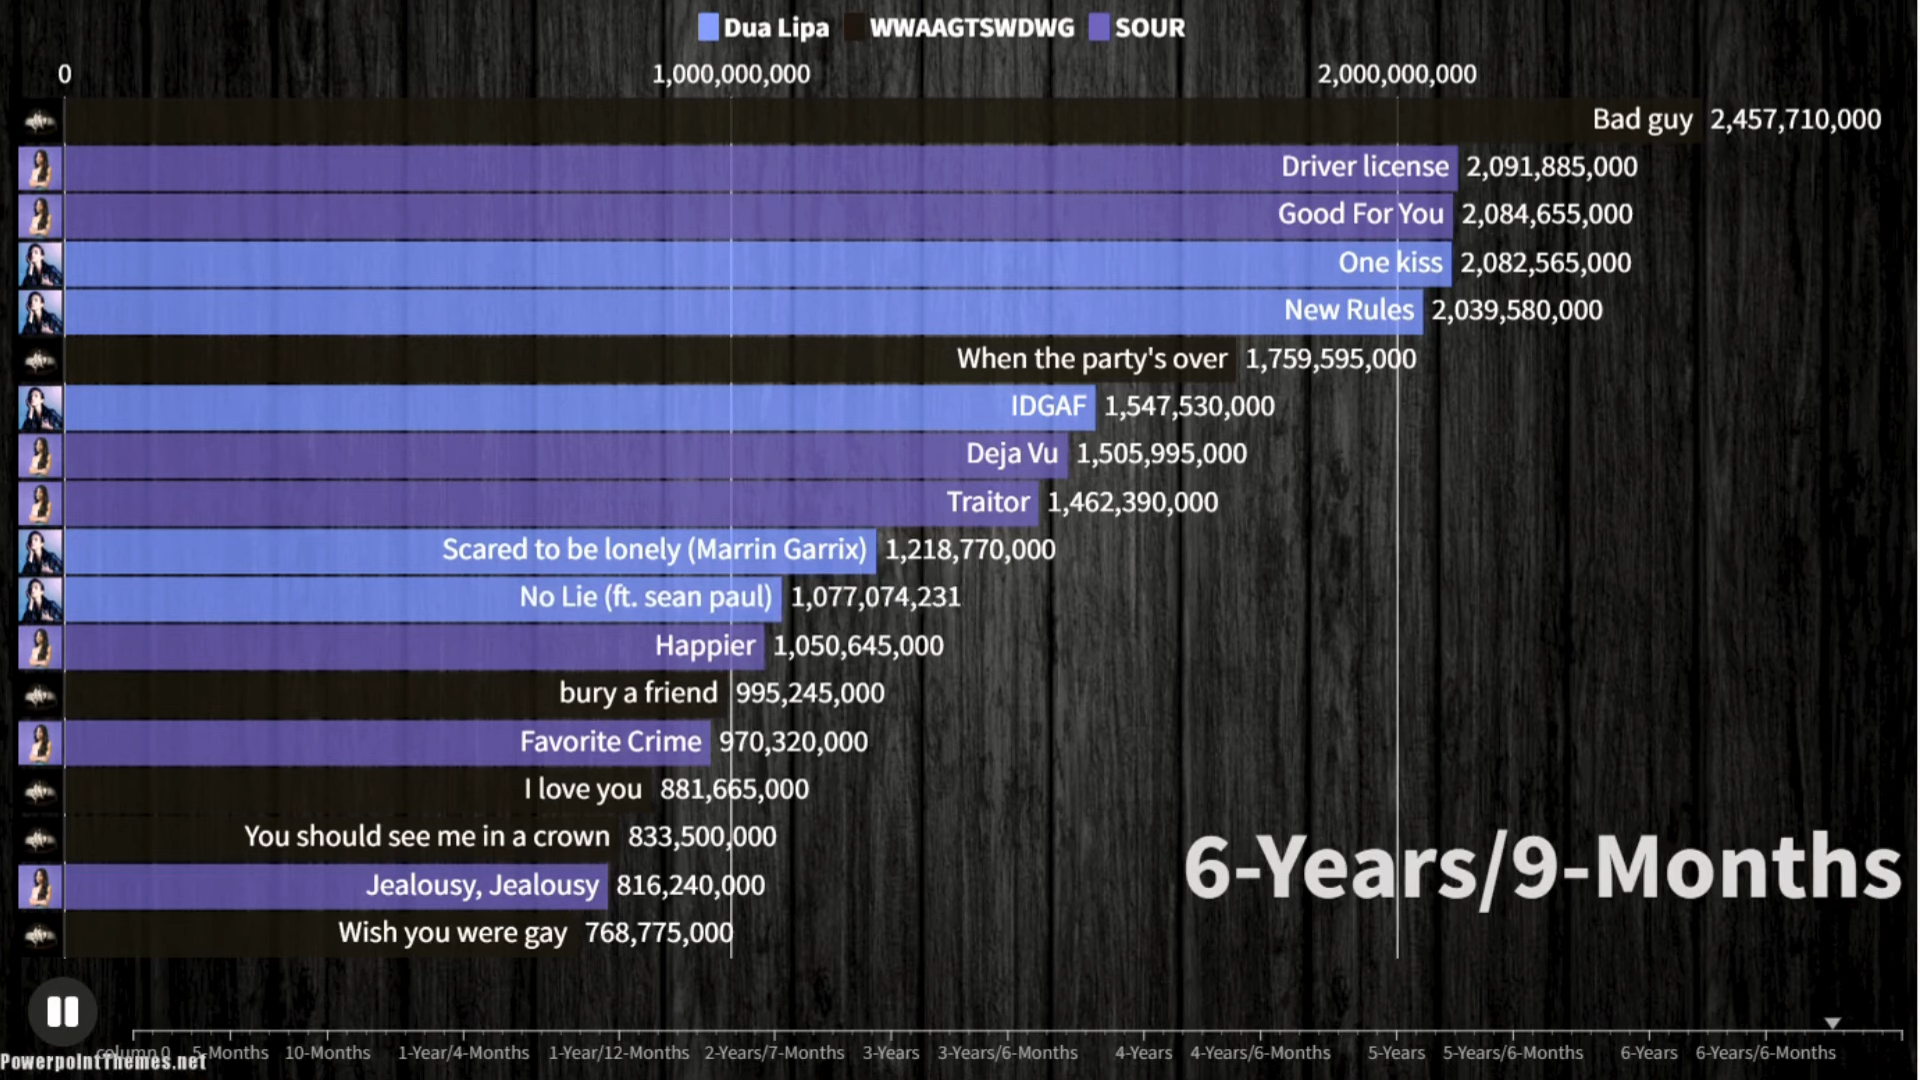 Dua Lipa WWAAGTSWDWG SOUR
0 1,000,000,000 2,000,000,000
Bad guy 2,457,710,000
Driver license 2,091,885,000
Good For You 2,084,655,000
One kiss 2,082,565,000
New Rules 2,039,580,000
When the party's over 1,759,595,000
IDGAF 1,547,530,000
Deja Vu 1,505,995,000
Traitor 1,462,390,000
Scared to be lonely (Marrin Garrix) 1,218,770,000
No Lie (ft. sean paul) 1,077,074,231
Happier 1,050,645,000
bury a friend 995,245,000
Favorite Crime 970,320,000
I love you 881,665,000
You should see me in a crown 833,500,000
Jealousy, Jealousy 816,240,000
Wish you were gay 768,775,000
6-Years/9-Months
column 0 5-Months 10-Months 1-Year/4-Months 1-Year/12-Months 2-Years/7-Months 3-Years 3-Years/6-Months 4-Years 4-Years/6-Months 5-Years 5-Years/6-Months 6-Years 6-Years/6-Months
PowerpointThemes.net